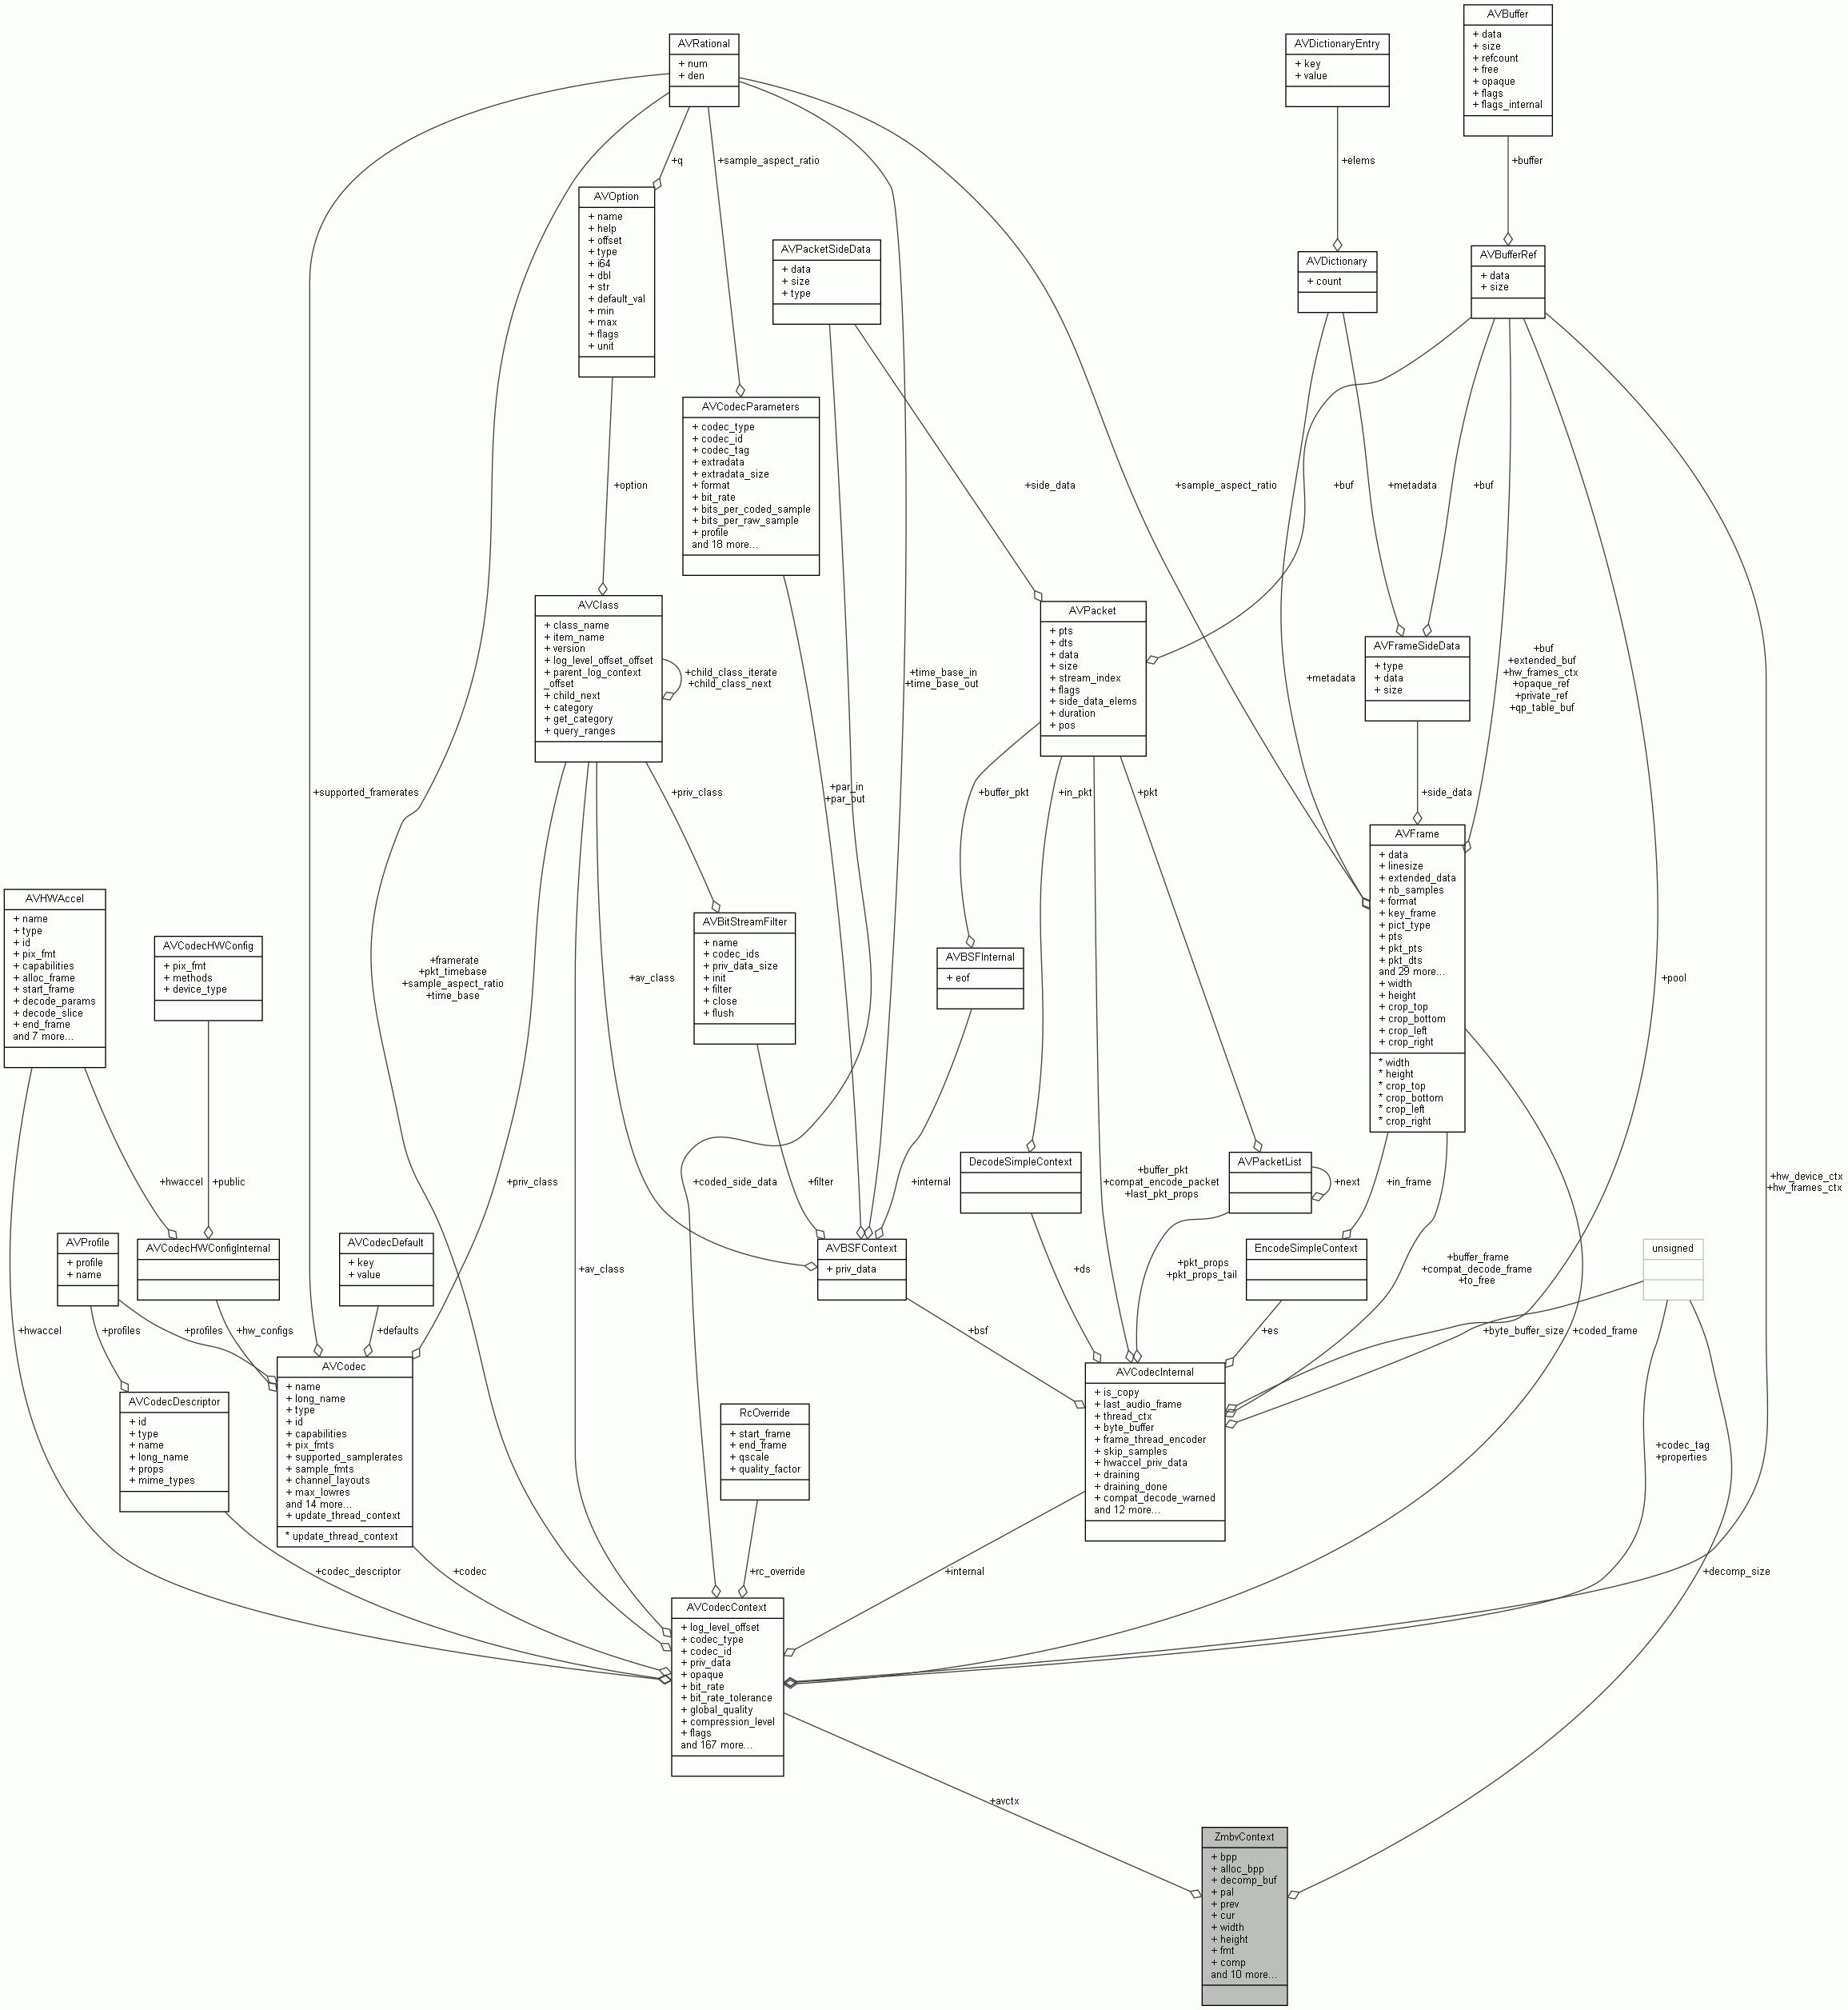 AVBuffer
+ data
+ size
+ refcount
+ free
+ opaque
+ flags
+ flags_internal
AVRational
+ num
+ den
AVDictionaryEntry
+ key
+ value
+q
+sample_aspect_ratio
+elems
+buffer
AVOption
+ name
+ help
+ offset
+ type
+ i64
+ dbl
+ str
+ default_val
+ min
+ max
+ flags
+ unit
AVPacketSideData
+ data
+ size
+ type
AVDictionary
+ count
AVBufferRef
+ data
+ size
AVCodecParameters
+ codec_type
+ codec_id
+ codec_tag
+ extradata
+ extradata_size
+ format
+ bit_rate
+ bits_per_coded_sample
+ bits_per_raw_sample
+ profile
and 18 more...
+option
+side_data
+sample_aspect_ratio
+buf
+metadata
+buf
AVClass
+ class_name
+ item_name
+ version
+ log_level_offset_offset
+ parent_log_context
_offset
+ child_next
+ category
+ get_category
+ query_ranges
+child_class_iterate
+child_class_next
+time_base_in
+time_base_out
AVPacket
+ pts
+ dts
+ data
+ size
+ stream_index
+ flags
+ side_data_elems
+ duration
+ pos
+metadata
AVFrameSideData
+ type
+ data
+ size
+buf
+extended_buf
+hw_frames_ctx
+opaque_ref
+private_ref
+qp_table_buf
+supported_framerates
+priv_class
+par_in
+par_out
+buffer_pkt
+in_pkt
+pkt
+side_data
AVFrame
+ data
+ linesize
+ extended_data
+ nb_samples
+ format
+ key_frame
+ pict_type
+ pts
+ pkt_pts
+ pkt_dts
and 29 more...
+ width
+ height
+ crop_top
+ crop_bottom
+ crop_left
+ crop_right
* width
* height
* crop_top
* crop_bottom
* crop_left
* crop_right
AVHWAccel
+ name
+ type
+ id
+ pix_fmt
+ capabilities
+ alloc_frame
+ start_frame
+ decode_params
+ decode_slice
+ end_frame
and 7 more...
AVCodecHWConfig
+ pix_fmt
+ methods
+ device_type
+framerate
+pkt_timebase
+sample_aspect_ratio
+time_base
+av_class
AVBitStreamFilter
+ name
+ codec_ids
+ priv_data_size
+ init
+ filter
+ close
+ flush
AVBSFInternal
+ eof
+pool
+hwaccel
+public
+priv_class
+coded_side_data
+filter
+internal
DecodeSimpleContext
+buffer_pkt
+compat_encode_packet
+last_pkt_props
AVPacketList
+next
+in_frame
+hw_device_ctx
+hw_frames_ctx
AVProfile
+ profile
+ name
AVCodecHWConfigInternal
AVCodecDefault
+ key
+ value
+av_class
AVBSFContext
+ priv_data
+ds
+pkt_props
+pkt_props_tail
EncodeSimpleContext
+buffer_frame
+compat_decode_frame
+to_free
unsigned
+hwaccel
+profiles
+profiles
+hw_configs
+defaults
+bsf
+es
+byte_buffer_size
+coded_frame
AVCodecDescriptor
+ id
+ type
+ name
+ long_name
+ props
+ mime_types
AVCodec
+ name
+ long_name
+ type
+ id
+ capabilities
+ pix_fmts
+ supported_samplerates
+ sample_fmts
+ channel_layouts
+ max_lowres
and 14 more...
+ update_thread_context
* update_thread_context
RcOverride
+ start_frame
+ end_frame
+ qscale
+ quality_factor
AVCodecInternal
+ is_copy
+ last_audio_frame
+ thread_ctx
+ byte_buffer
+ frame_thread_encoder
+ skip_samples
+ hwaccel_priv_data
+ draining
+ draining_done
+ compat_decode_warned
and 12 more...
+codec_tag
+properties
+codec_descriptor
+codec
+rc_override
+internal
+decomp_size
AVCodecContext
+ log_level_offset
+ codec_type
+ codec_id
+ priv_data
+ opaque
+ bit_rate
+ bit_rate_tolerance
+ global_quality
+ compression_level
+ flags
and 167 more...
+avctx
ZmbvContext
+ bpp
+ alloc_bpp
+ decomp_buf
+ pal
+ prev
+ cur
+ width
+ height
+ fmt
+ comp
and 10 more...